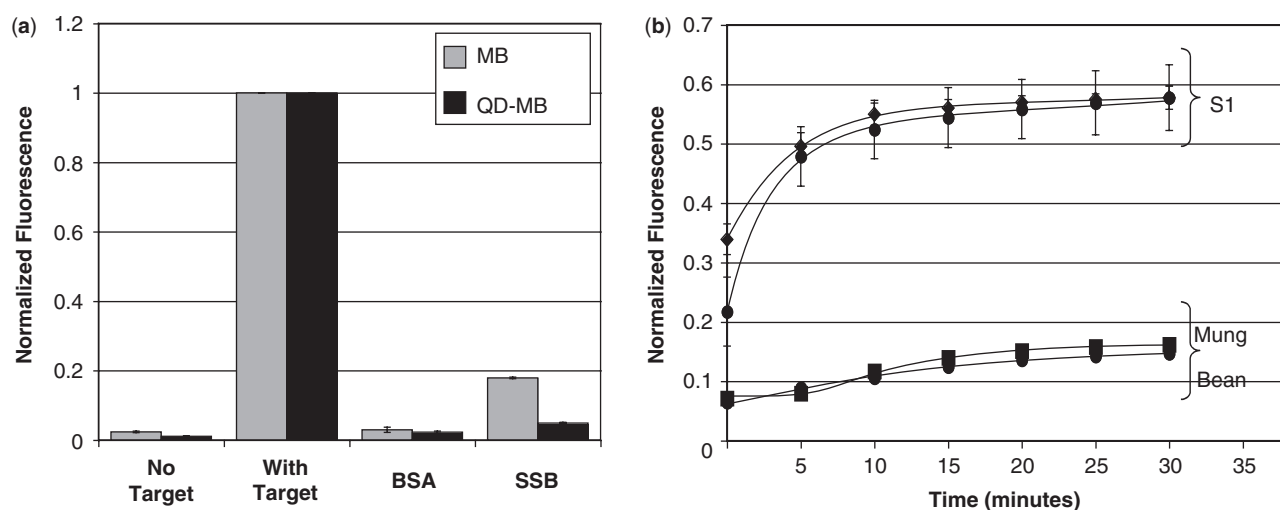 (a)
Normalized Fluorescence
1.2
1
0.8
0.6
0.4
0.2
0
MB
QD-MB
No
Target
With
Target
BSA
SSB
(b)
Normalized Fluorescence
0.7
0.6
0.5
0.4
0.3
0.2
0.1
0
5
10
15
20
25
30
35
Time (minutes)
S1
Mung
Bean